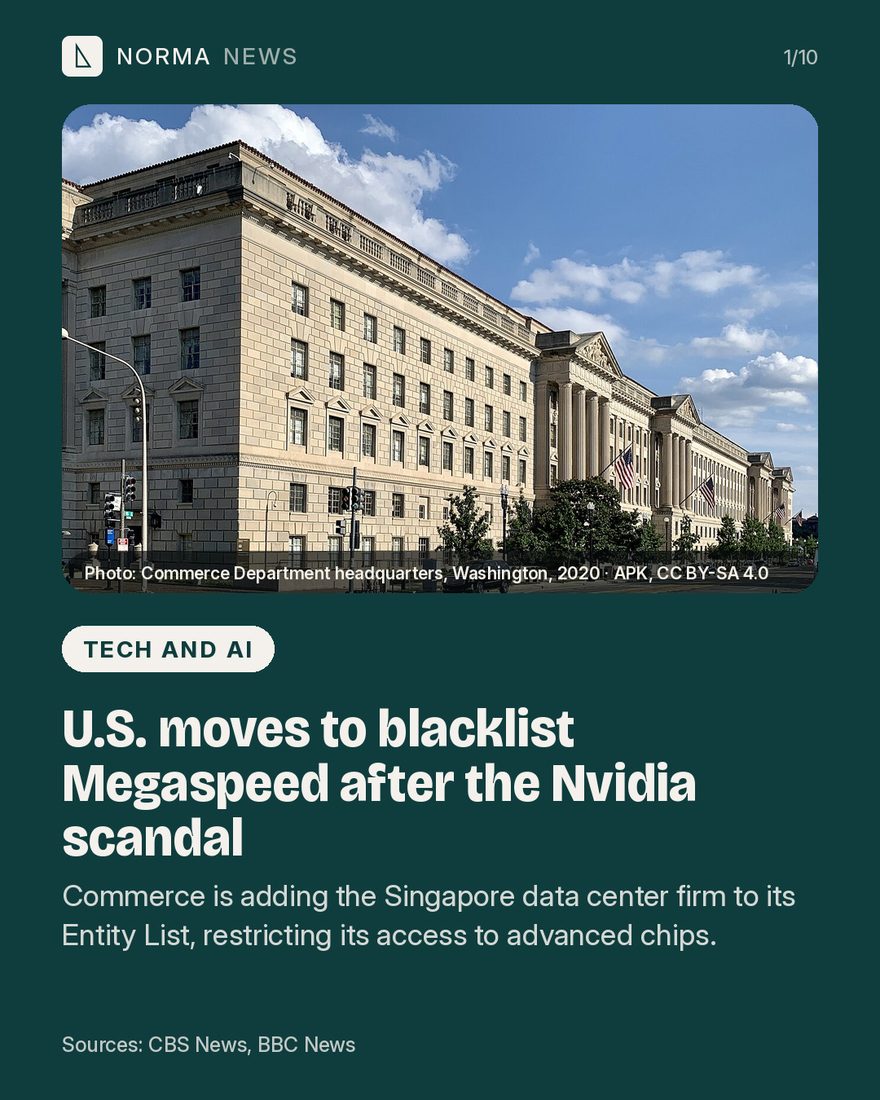 NORMA NEWS
1/10
Photo: Commerce Department headquarters, Washington, 2020 · APK, CC BY-SA 4.0
TECH AND AI
U.S. moves to blacklist
Megaspeed after the Nvidia
scandal
Commerce is adding the Singapore data center firm to its
Entity List, restricting its access to advanced chips.
Sources: CBS News, BBC News